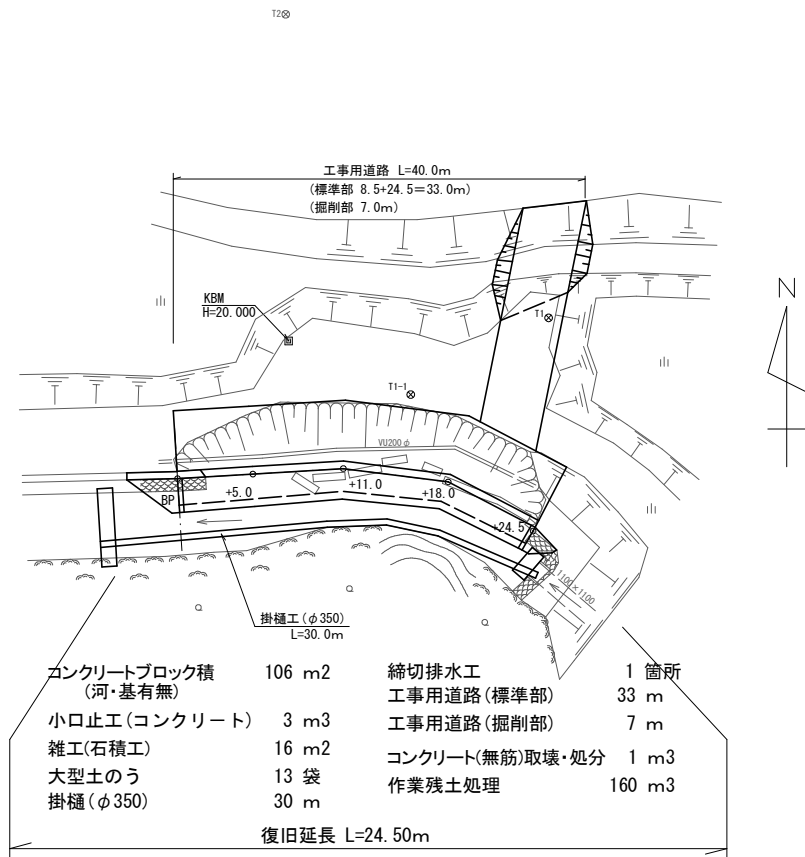 T2
工事用道路 L=40.0m
(標準部 8.5+24.5=33.0m)
(掘削部 7.0m)
N
KBM
H=20.000
T1
T1-1
VU200φ
+5.0
+11.0
+18.0
+24.5
BP
1100×1100
掛樋工(φ350)
L=30.0m
コンクリートブロック積 106 m2
(河・基有無)
小口止工(コンクリート) 3 m3
雑工(石積工) 16 m2
大型土のう 13 袋
掛樋(φ350) 30 m
締切排水工 1 箇所
工事用道路(標準部) 33 m
工事用道路(掘削部) 7 m
コンクリート(無筋)取壊・処分 1 m3
作業残土処理 160 m3
復旧延長 L=24.50m